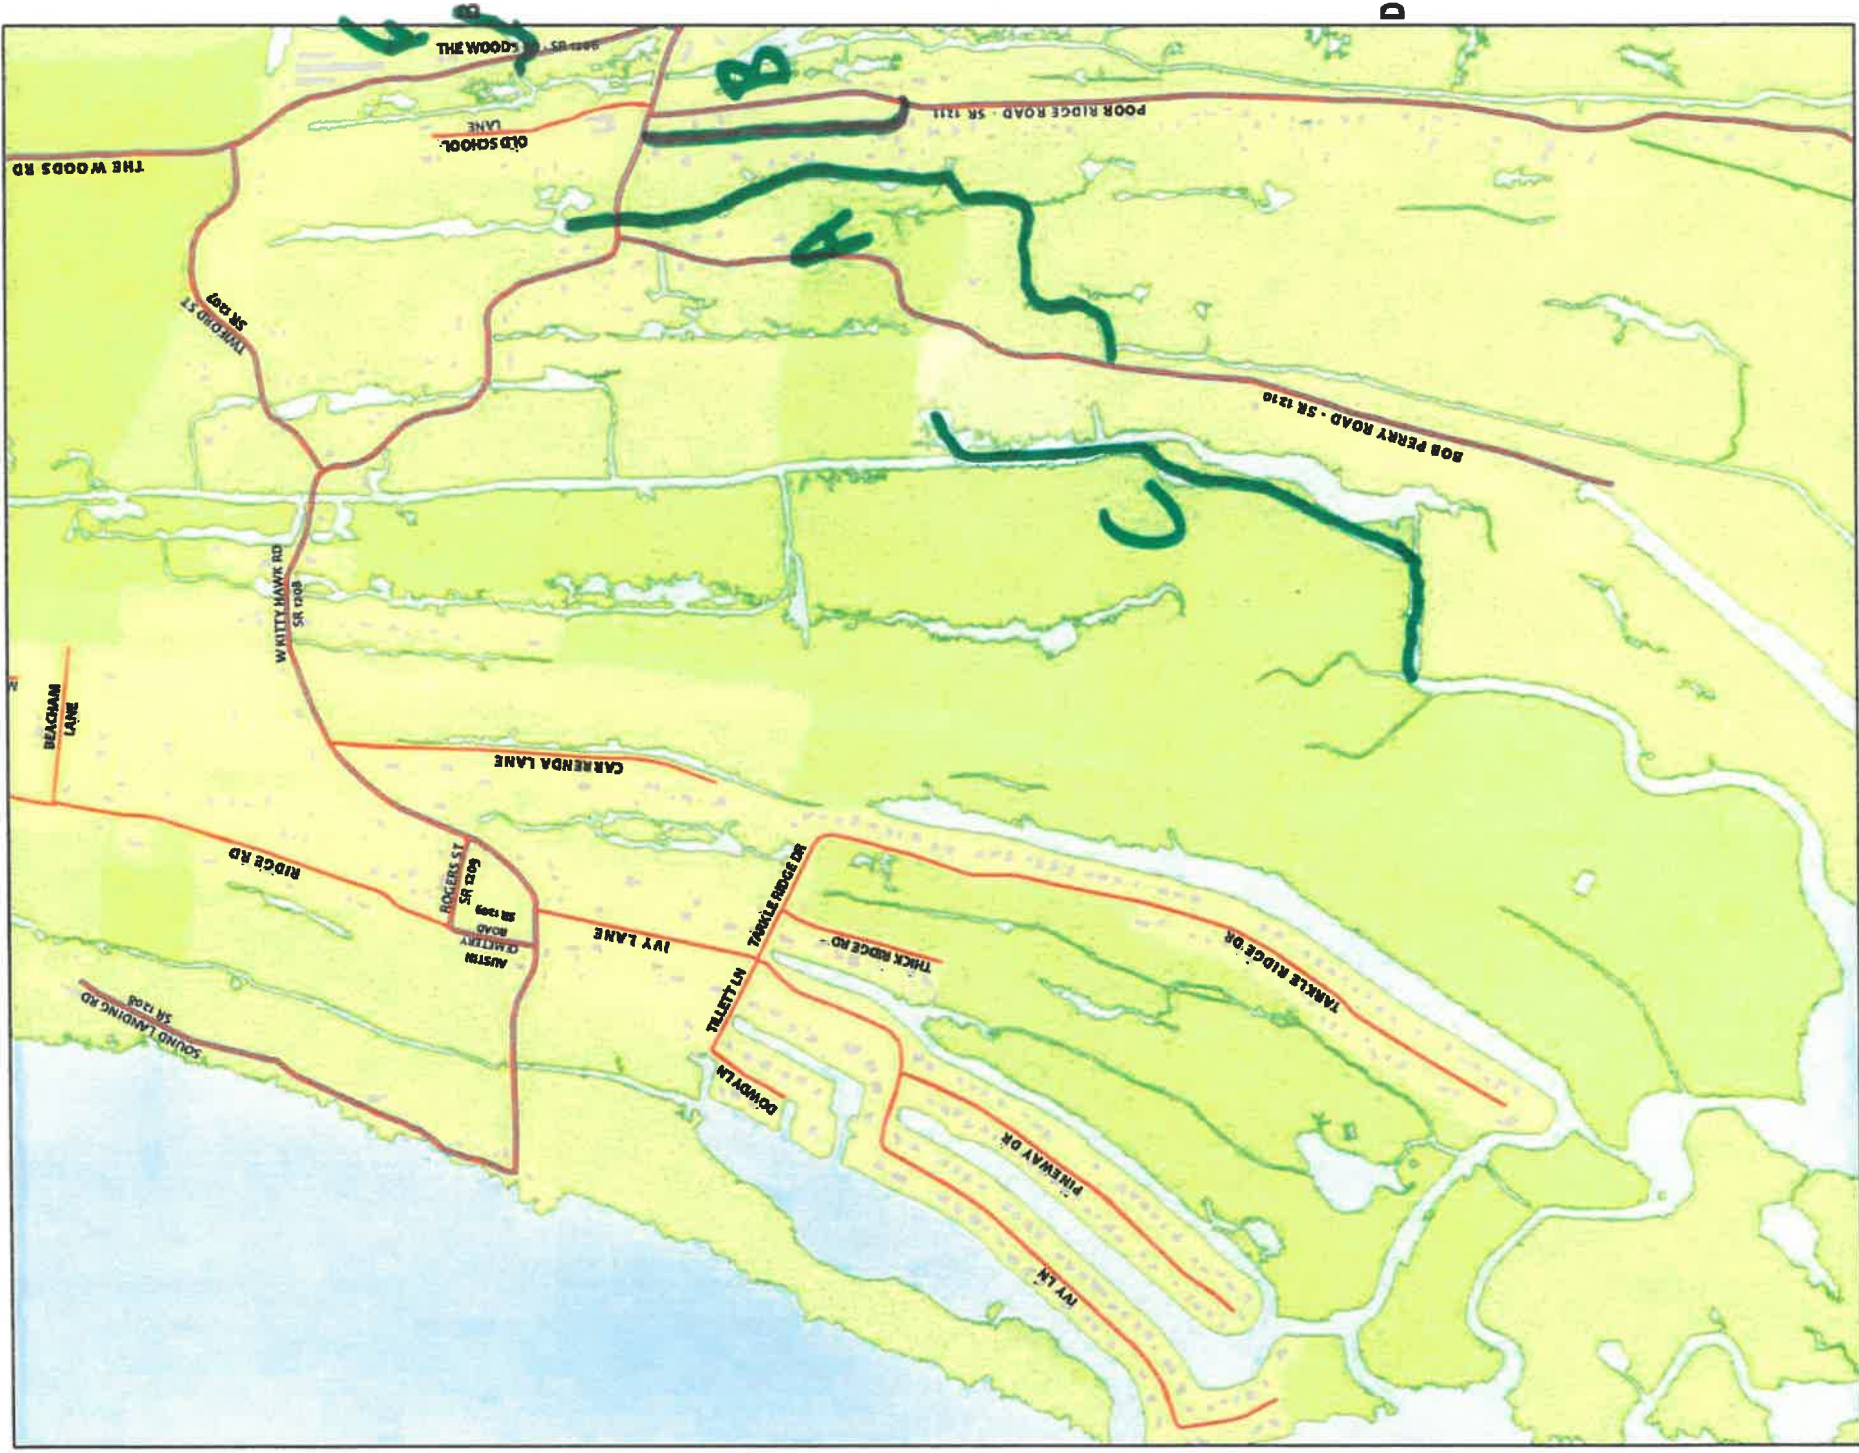 B
D
THE WOODS RD - SR 1206
B
POOR RIDGE ROAD - SR 1211
OLD SCHOOL
LANE
THE WOODS RD
A
TWIFORD ST
SR 1207
BOB PERRY ROAD - SR 1210
C
W KITTY HAWK RD
SR 1208
BEACHAM
LANE
CARRENDA LANE
RIDGE RD
ROGERS ST
SR 1209
AUSTIN
CEMETERY
ROAD
SR 1209
IVY LANE
TARKLE RIDGE DR
THICK RIDGE RD
TARKLE RIDGE DR
TILLETT LN
DOWDY LN
SOUND LANDING RD
SR 1208
PINEWAY DR
IVY LN